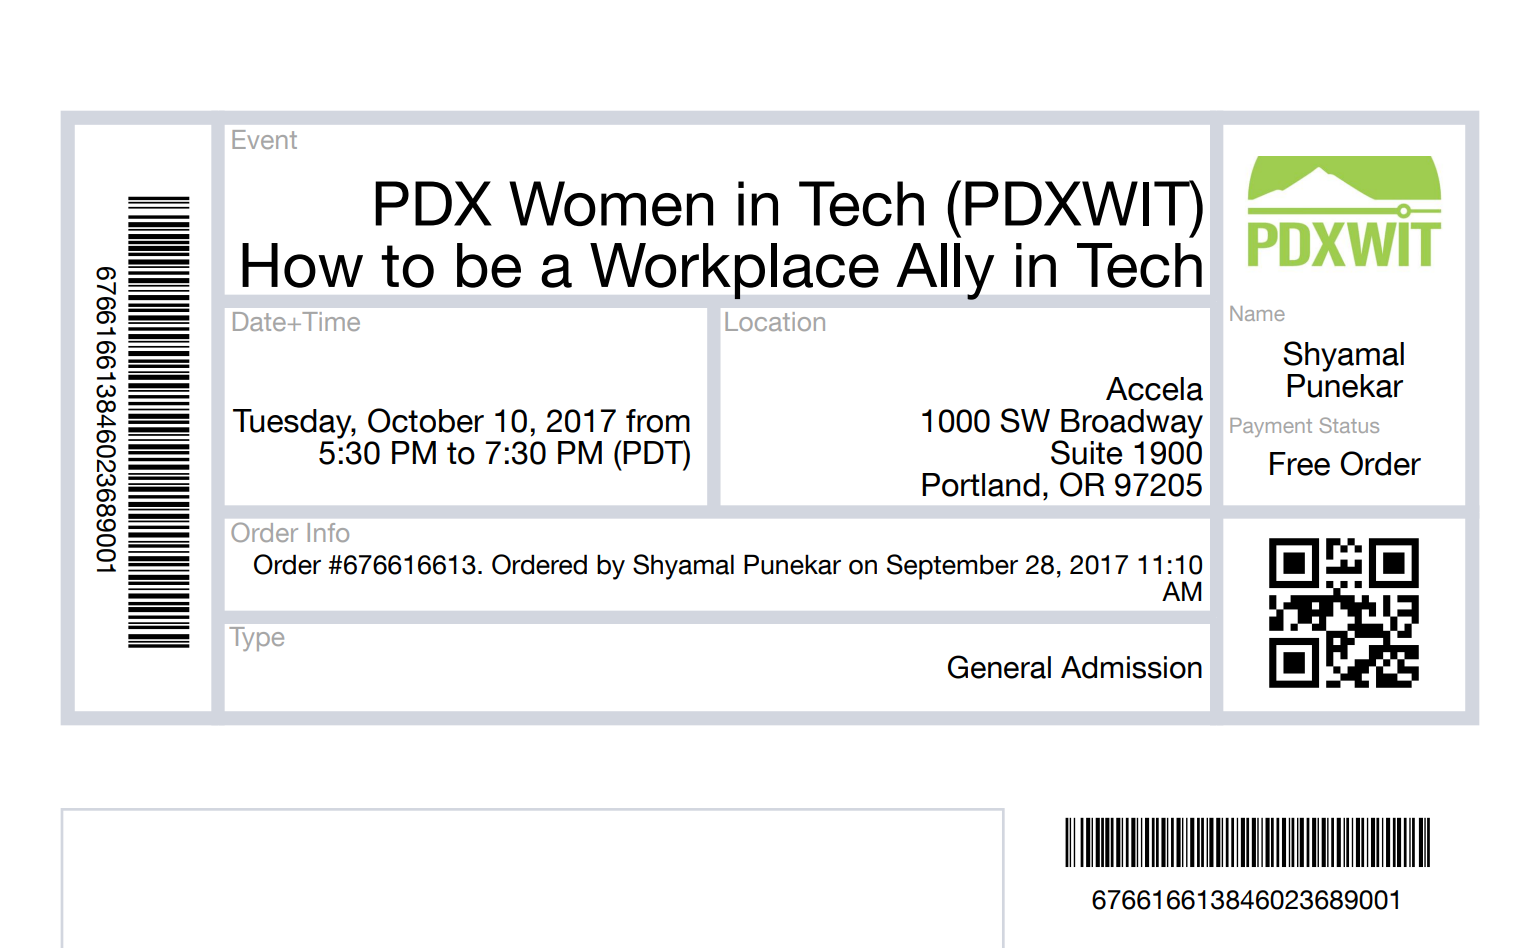 676616613846023689001
Event
PDX Women in Tech (PDXWIT)
How to be a Workplace Ally in Tech
Date+Time
Tuesday, October 10, 2017 from
5:30 PM to 7:30 PM (PDT)
Location
Accela
1000 SW Broadway
Suite 1900
Portland, OR 97205
PDXWIT
Name
Shyamal
Punekar
Payment Status
Free Order
Order Info
Order #676616613. Ordered by Shyamal Punekar on September 28, 2017 11:10
AM
Type
General Admission
676616613846023689001